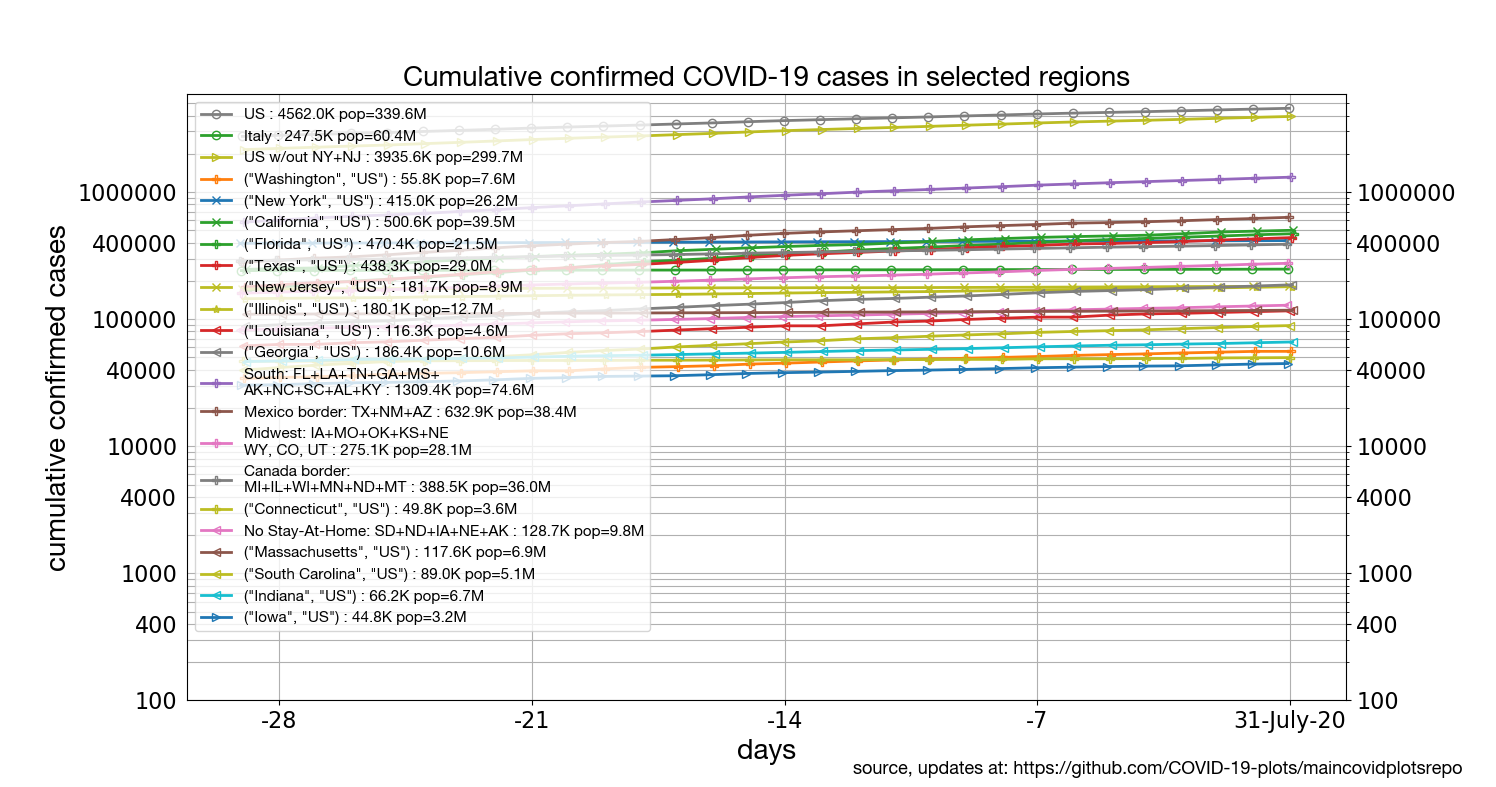 Cumulative confirmed COVID-19 cases in selected regions
US : 4562.0K pop=339.6M
Italy : 247.5K pop=60.4M
US w/out NY+NJ : 3935.6K pop=299.7M
("Washington", "US") : 55.8K pop=7.6M
("New York", "US") : 415.0K pop=26.2M
("California", "US") : 500.6K pop=39.5M
("Florida", "US") : 470.4K pop=21.5M
("Texas", "US") : 438.3K pop=29.0M
("New Jersey", "US") : 181.7K pop=8.9M
("Illinois", "US") : 180.1K pop=12.7M
("Louisiana", "US") : 116.3K pop=4.6M
("Georgia", "US") : 186.4K pop=10.6M
South: FL+LA+TN+GA+MS+
AK+NC+SC+AL+KY : 1309.4K pop=74.6M
Mexico border: TX+NM+AZ : 632.9K pop=38.4M
Midwest: IA+MO+OK+KS+NE
WY, CO, UT : 275.1K pop=28.1M
Canada border:
MI+IL+WI+MN+ND+MT : 388.5K pop=36.0M
("Connecticut", "US") : 49.8K pop=3.6M
No Stay-At-Home: SD+ND+IA+NE+AK : 128.7K pop=9.8M
("Massachusetts", "US") : 117.6K pop=6.9M
("South Carolina", "US") : 89.0K pop=5.1M
("Indiana", "US") : 66.2K pop=6.7M
("Iowa", "US") : 44.8K pop=3.2M
cumulative confirmed cases
1000000
400000
100000
40000
10000
4000
1000
400
100
1000000
400000
100000
40000
10000
4000
1000
400
100
-28 -21 -14 -7 31-July-20
days
source, updates at: https://github.com/COVID-19-plots/maincovidplotsrepo